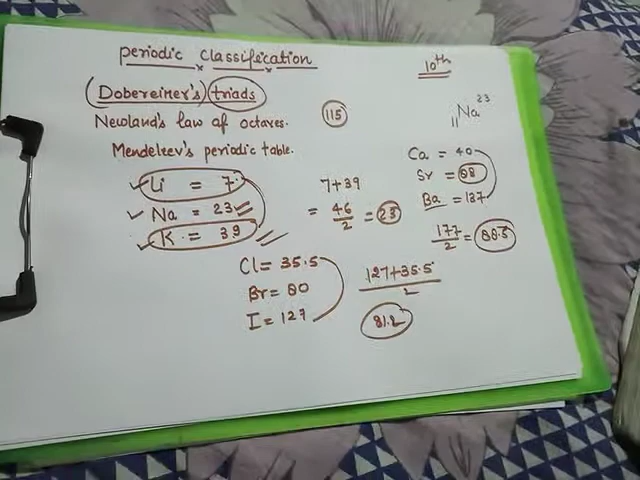 periodic classification
10th
(Dobereiner's) triads
Newland's law of octaves.
115
11Na23
Mendeleev's periodic table.
Li = 7
Na = 23
K = 39
7+39
= 46/2 = 23
Ca = 40
Sr = 88
Ba = 137
177/2 = 88.5
Cl = 35.5
Br = 80
I = 127
127+35.5
2
81.2